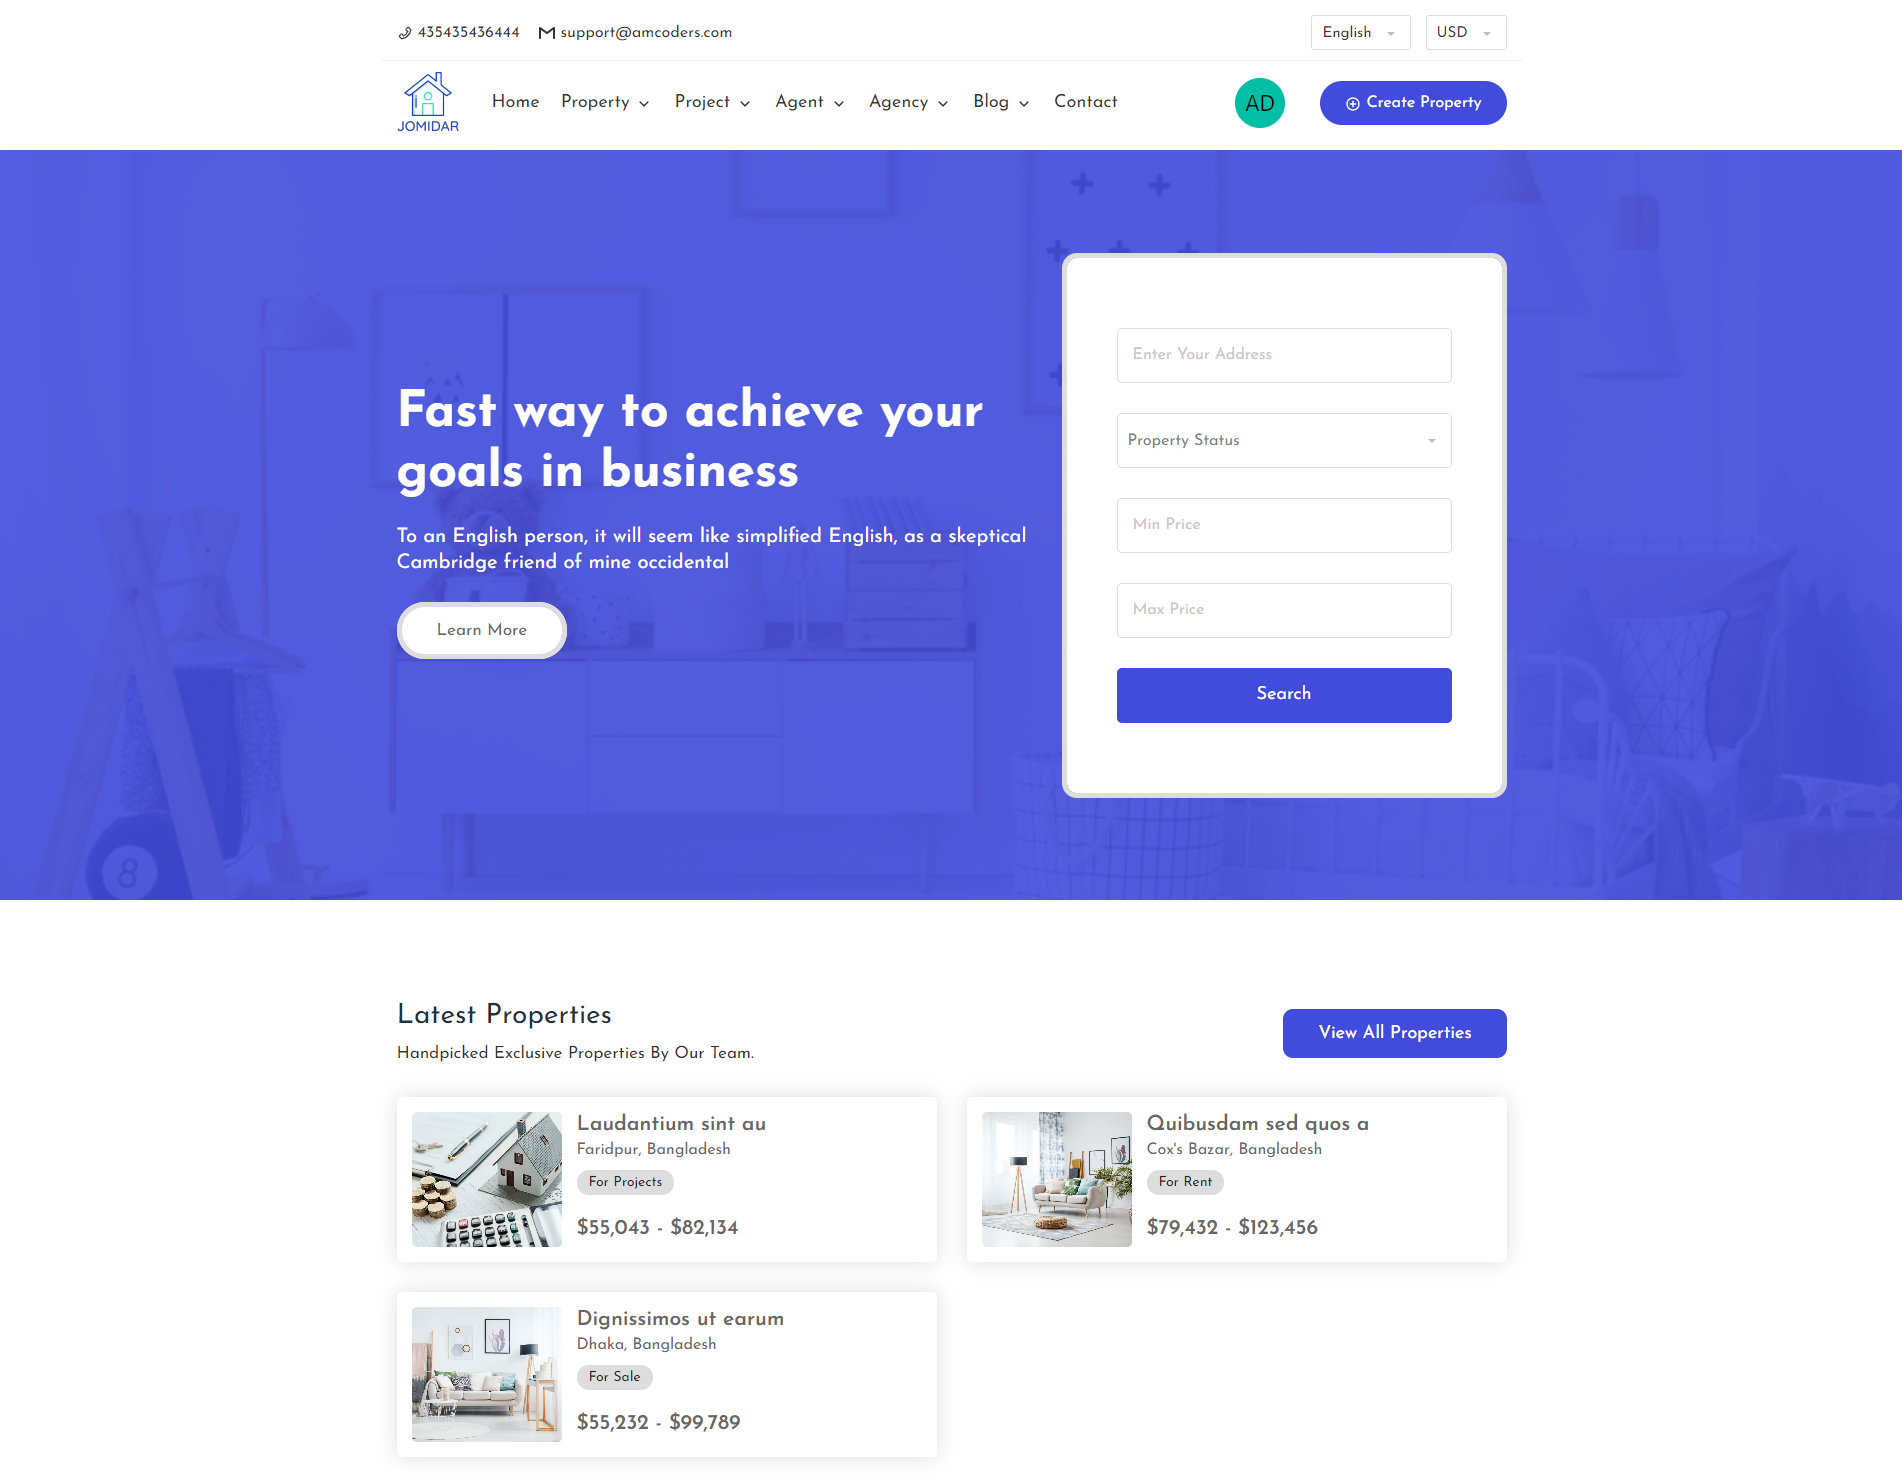 435435436444 support@amcoders.com English USD
JOMIDAR Home Property Project Agent Agency Blog Contact AD Create Property
Enter Your Address
Property Status
Min Price
Max Price
Search
Fast way to achieve your
goals in business
To an English person, it will seem like simplified English, as a skeptical
Cambridge friend of mine occidental
Learn More
8
Latest Properties
Handpicked Exclusive Properties By Our Team.
View All Properties
Laudantium sint au
Faridpur, Bangladesh
For Projects
$55,043 - $82,134
Quibusdam sed quos a
Cox's Bazar, Bangladesh
For Rent
$79,432 - $123,456
Dignissimos ut earum
Dhaka, Bangladesh
For Sale
$55,232 - $99,789